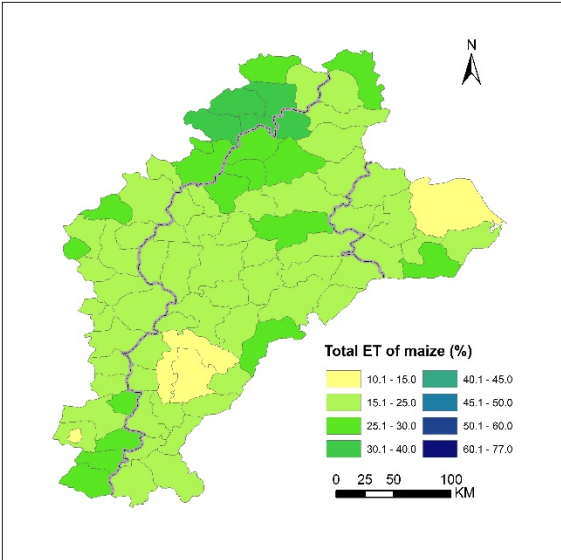 N
Total ET of maize (%)
10.1 - 15.0 40.1 - 45.0
15.1 - 25.0 45.1 - 50.0
25.1 - 30.0 50.1 - 60.0
30.1 - 40.0 60.1 - 77.0
0 25 50 100
KM